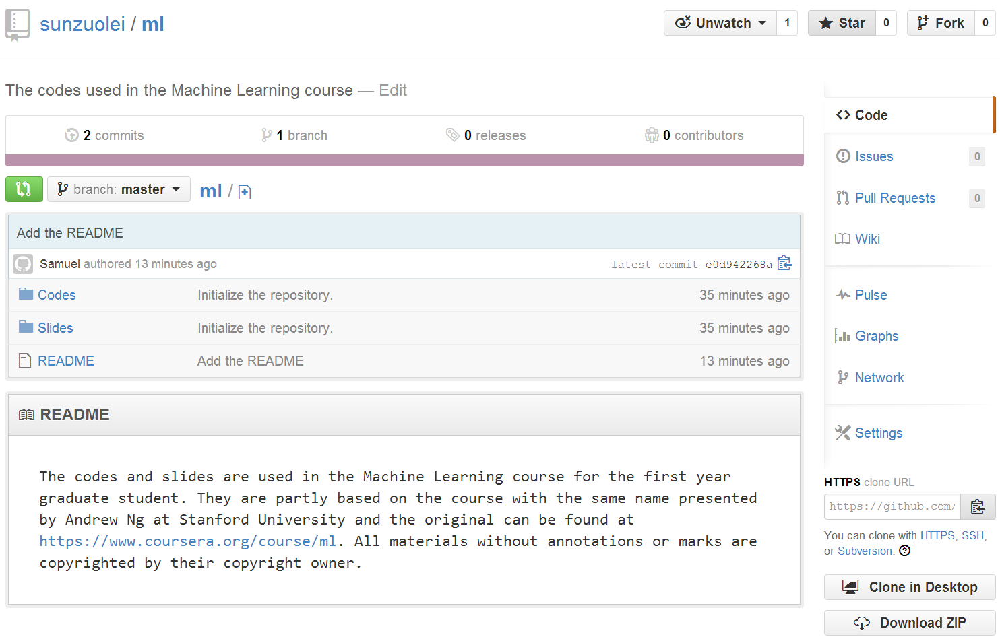 sunzuolei / ml
Unwatch 1 Star 0 Fork 0
The codes used in the Machine Learning course — Edit
2 commits 1 branch 0 releases 0 contributors
branch: master ml /
Add the README
Samuel authored 13 minutes ago latest commit e0d942268a
Codes Initialize the repository. 35 minutes ago
Slides Initialize the repository. 35 minutes ago
README Add the README 13 minutes ago
README
The codes and slides are used in the Machine Learning course for the first year
graduate student. They are partly based on the course with the same name presented
by Andrew Ng at Stanford University and the original can be found at
https://www.coursera.org/course/ml. All materials without annotations or marks are
copyrighted by their copyright owner.
Code
Issues 0
Pull Requests 0
Wiki
Pulse
Graphs
Network
Settings
HTTPS clone URL
https://github.com/
You can clone with HTTPS, SSH,
or Subversion.
Clone in Desktop
Download ZIP